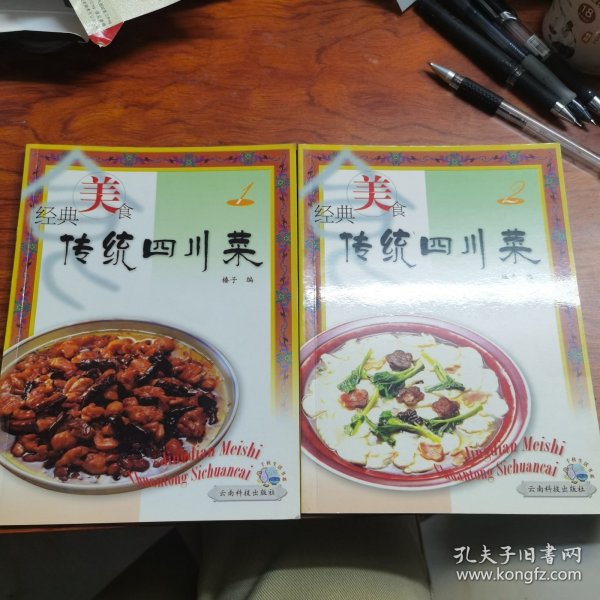 经典美食
1
传统四川菜
榛子 编
Jingdian Meishi
Chuantong Sichuancai
云南科技出版社
经典美食
2
传统四川菜
Jingdian Meishi
Chuantong Sichuancai
云南科技出版社
孔夫子旧书网
www.kongfz.com